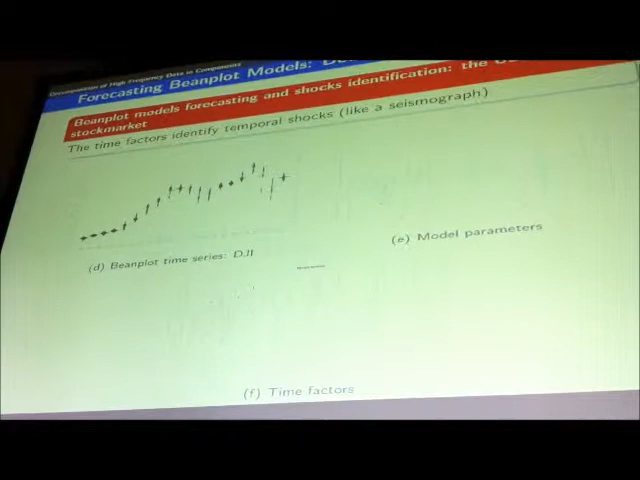 Decomposition of High Frequency Data in Components
Forecasting Beanplot Models:
Beanplot models forecasting and shocks identification: the
stockmarket
The time factors identify temporal shocks (like a seismograph)
(d) Beanplot time series: DJI
(e) Model parameters
(f) Time factors